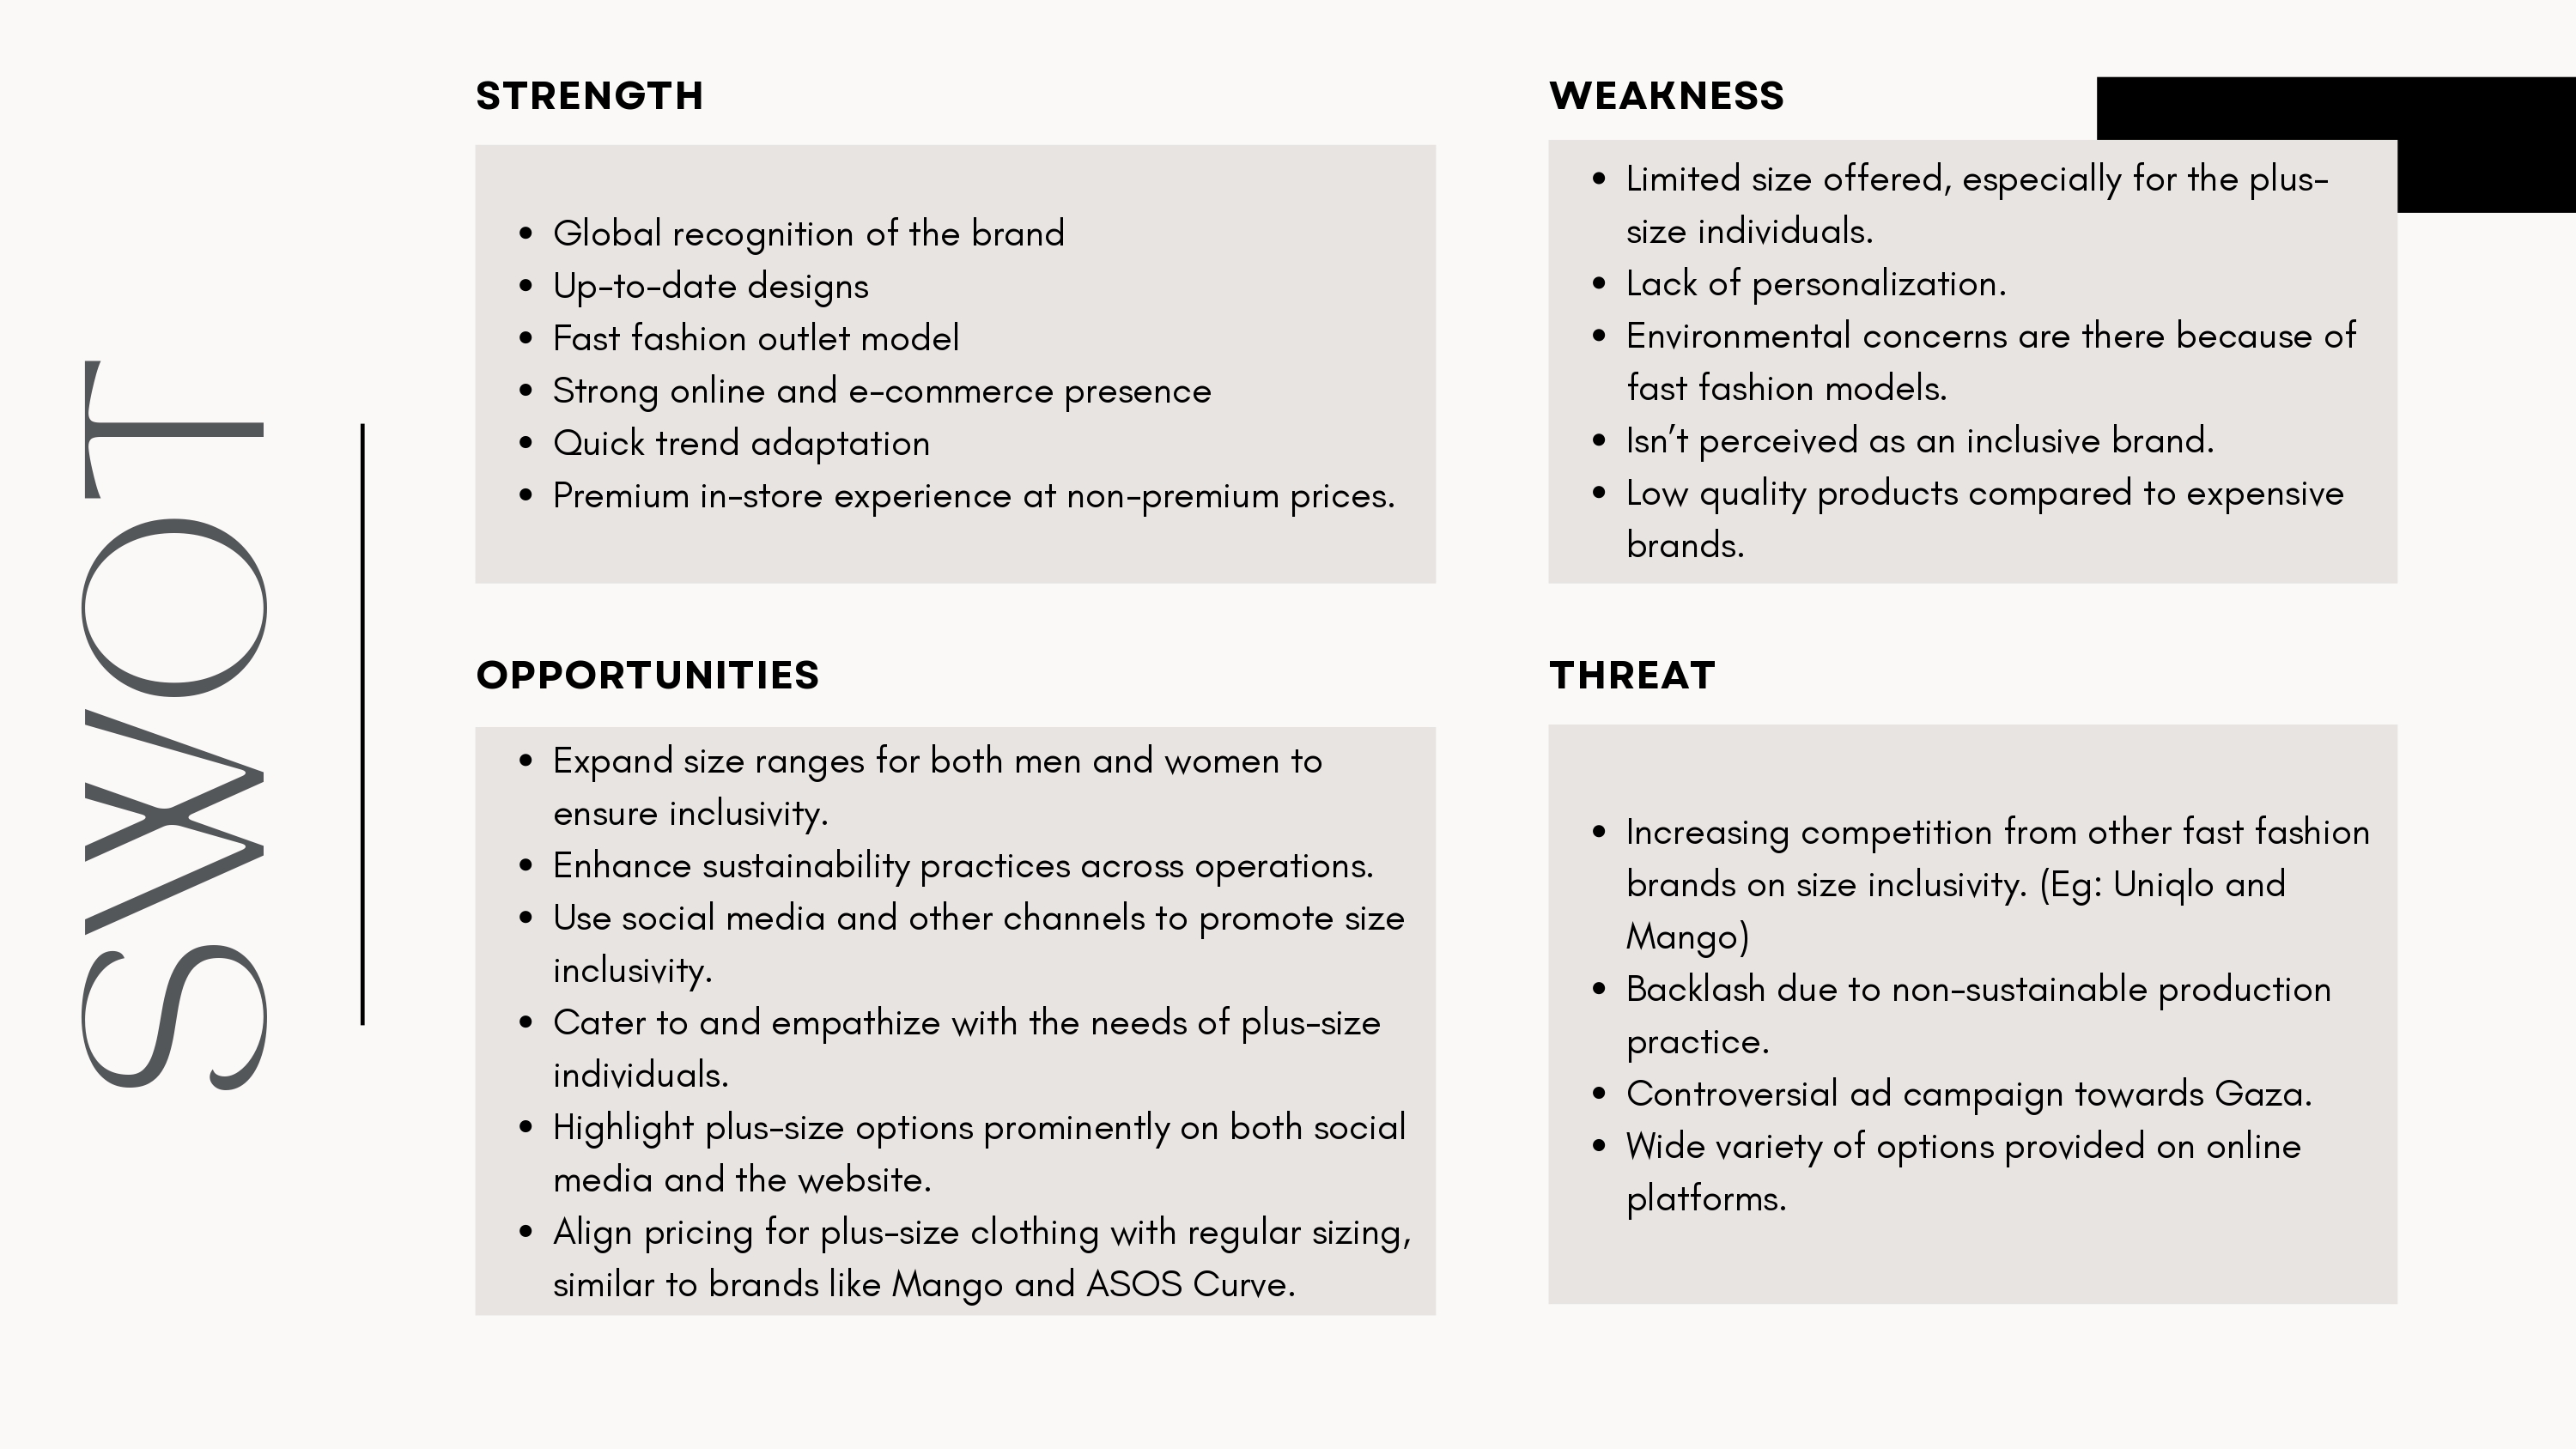 SWOT
STRENGTH
• Global recognition of the brand
• Up-to-date designs
• Fast fashion outlet model
• Strong online and e-commerce presence
• Quick trend adaptation
• Premium in-store experience at non-premium prices.
WEAKNESS
• Limited size offered, especially for the plus-
size individuals.
• Lack of personalization.
• Environmental concerns are there because of
fast fashion models.
• Isn’t perceived as an inclusive brand.
• Low quality products compared to expensive
brands.
OPPORTUNITIES
• Expand size ranges for both men and women to
ensure inclusivity.
• Enhance sustainability practices across operations.
• Use social media and other channels to promote size
inclusivity.
• Cater to and empathize with the needs of plus-size
individuals.
• Highlight plus-size options prominently on both social
media and the website.
• Align pricing for plus-size clothing with regular sizing,
similar to brands like Mango and ASOS Curve.
THREAT
• Increasing competition from other fast fashion
brands on size inclusivity. (Eg: Uniqlo and
Mango)
• Backlash due to non-sustainable production
practice.
• Controversial ad campaign towards Gaza.
• Wide variety of options provided on online
platforms.